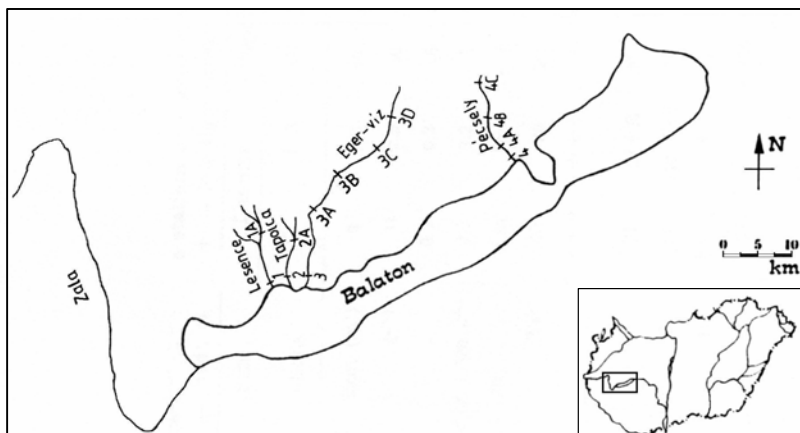 Zala
Lesence
1
1A
Tapolca
2
2A
Eger-víz
3
3A
3B
3C
3D
Pécsely
4
4A
4B
4C
Balaton
N
0 5 10
km